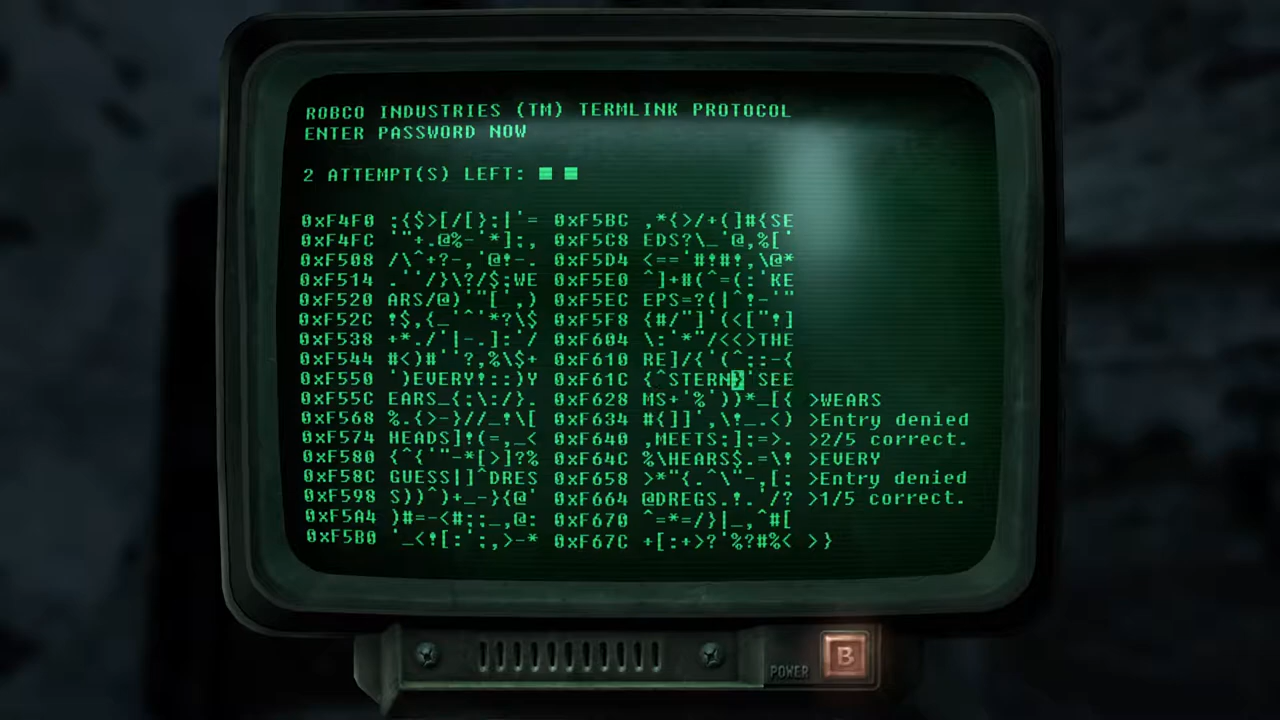 ROBCO INDUSTRIES (TM) TERMLINK PROTOCOL
ENTER PASSWORD NOW
2 ATTEMPT(S) LEFT: ■ ■
0xF4F0 ;{$>[/[};|'= 0xF5BC ,*{>/+(]#{SE
0xF4FC '"+.@%-'*];, 0xF5C8 EDS?\_'@,%['
0xF508 /\^+?-,'@!-. 0xF5D4 <=='#!#!,\@*
0xF514 .''/}\?/$;WE 0xF5E0 ^]+#(^=(:'KE
0xF520 ARS/@)'"[',) 0xF5EC EPS=?(|^!-'"
0xF52C !$,{_'^'*?\$ 0xF5F8 {#/"]'(<["!]
0xF538 +*./'|-.]:'/ 0xF604 \:'*"/<<>THE
0xF544 #<)#''?,%\$+ 0xF610 RE]/{'(^;:-{
0xF550 ')EVERY!::)Y 0xF61C {^STERN}'SEE
0xF55C EARS_{;\:/}. 0xF628 MS+'%'))*_[{ >WEARS
0xF568 %.{>-}//_!\[ 0xF634 #{]]',\!_.<) >Entry denied
0xF574 HEADS]!(=,_< 0xF640 ,MEETS:]:=>. >2/5 correct.
0xF580 {^{'"-*[>]?% 0xF64C %\HEARS$.=\! >EVERY
0xF58C GUESS|]^DRES 0xF658 >*"{.^\"-,[: >Entry denied
0xF598 S))^)+_-}{@' 0xF664 @DREGS.!.'/? >1/5 correct.
0xF5A4 )#=-<#;;_,@: 0xF670 ^=*=/}|_,^#[
0xF5B0 '_<![:';,>-* 0xF67C +[:+>?'%?#%< >}
POWER
B